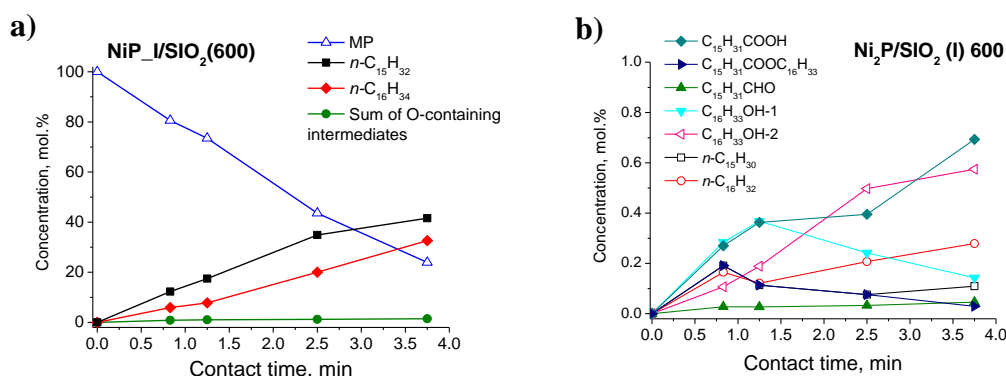 a)
NiP_I/SIO₂(600)
MP
n-C₁₅H₃₂
n-C₁₆H₃₄
Sum of O-containing
intermediates
Concentration, mol.%
100
80
60
40
20
0
0.0 0.5 1.0 1.5 2.0 2.5 3.0 3.5 4.0
Contact time, min
b)
Ni₂P/SIO₂ (I) 600
C₁₅H₃₁COOH
C₁₅H₃₁COOC₁₆H₃₃
C₁₅H₃₁CHO
C₁₆H₃₃OH-1
C₁₆H₃₃OH-2
n-C₁₅H₃₀
n-C₁₆H₃₂
Concentration, mol.%
1.0
0.8
0.6
0.4
0.2
0.0
0.0 0.5 1.0 1.5 2.0 2.5 3.0 3.5 4.0
Contact time, min